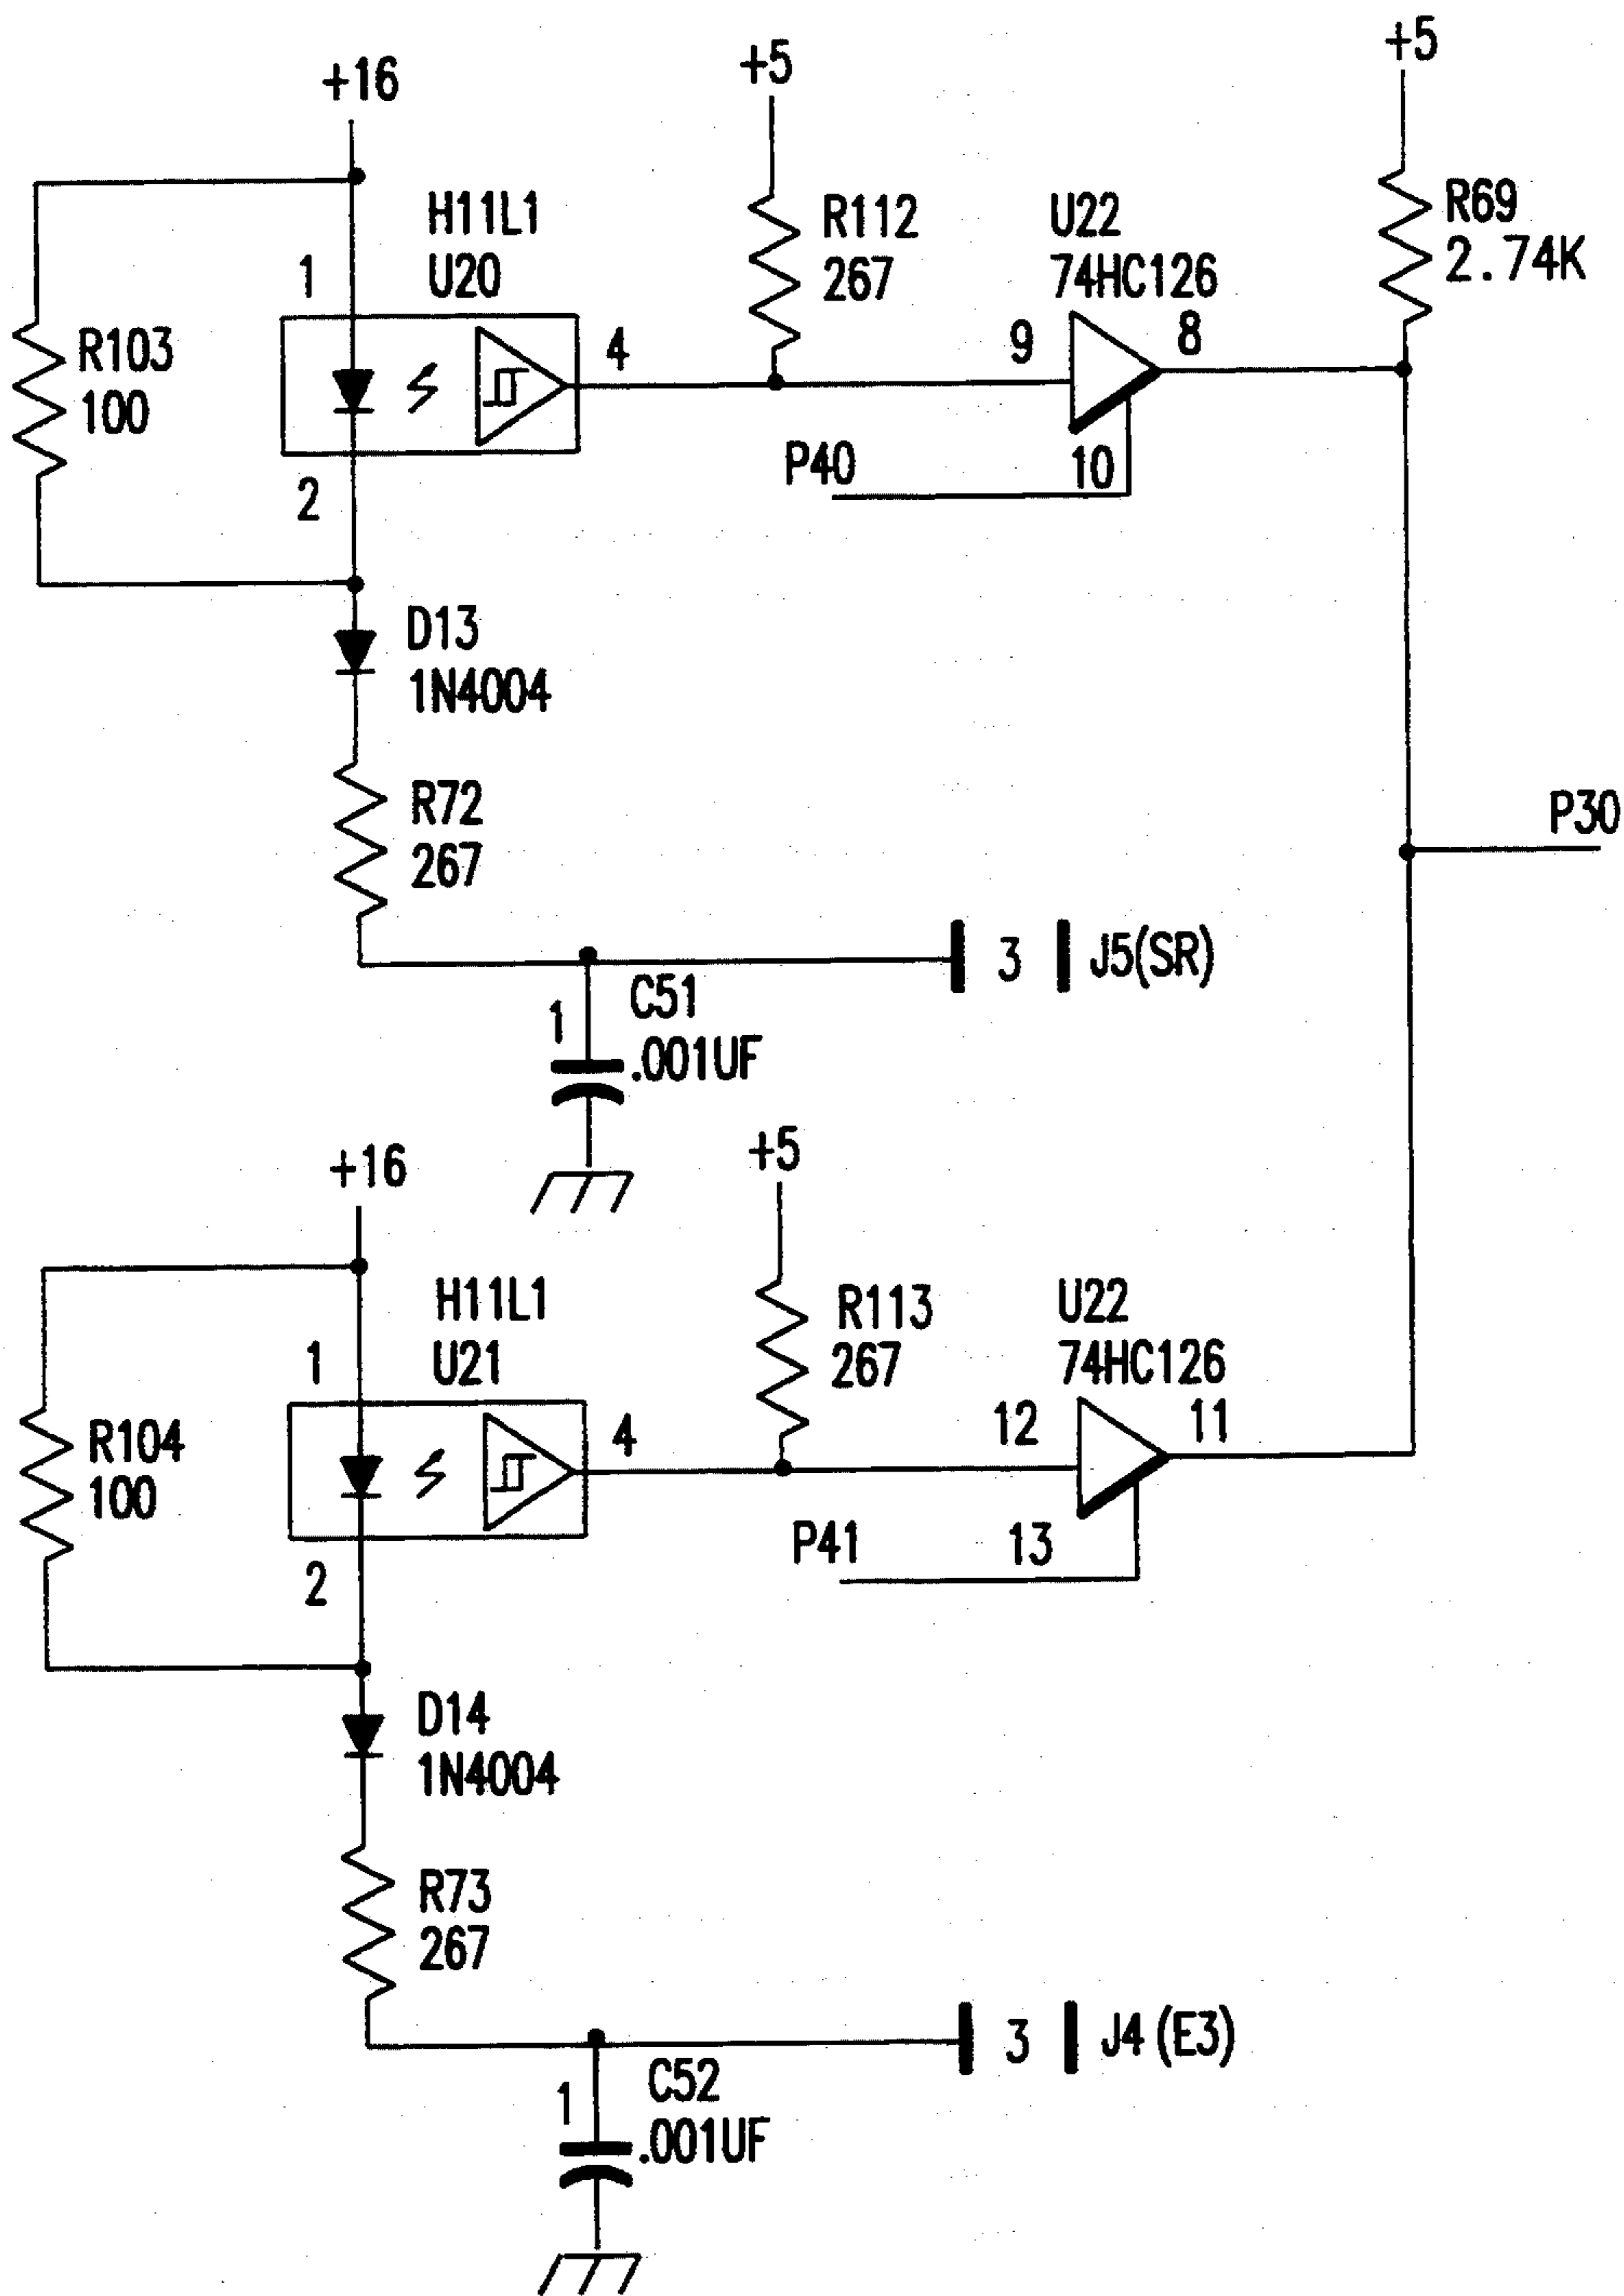 +16
+5
+5
H11L1
U20
1
R103
100
4
2
R112
267
U22
74HC126
9
8
P40
10
R69
2.74K
D13
1N4004
R72
267
P30
3
J5(SR)
1
C51
.001UF
+16
+5
H11L1
U21
1
R104
100
4
2
R113
267
U22
74HC126
12
11
P41
13
D14
1N4004
R73
267
3
J4(E3)
1
C52
.001UF